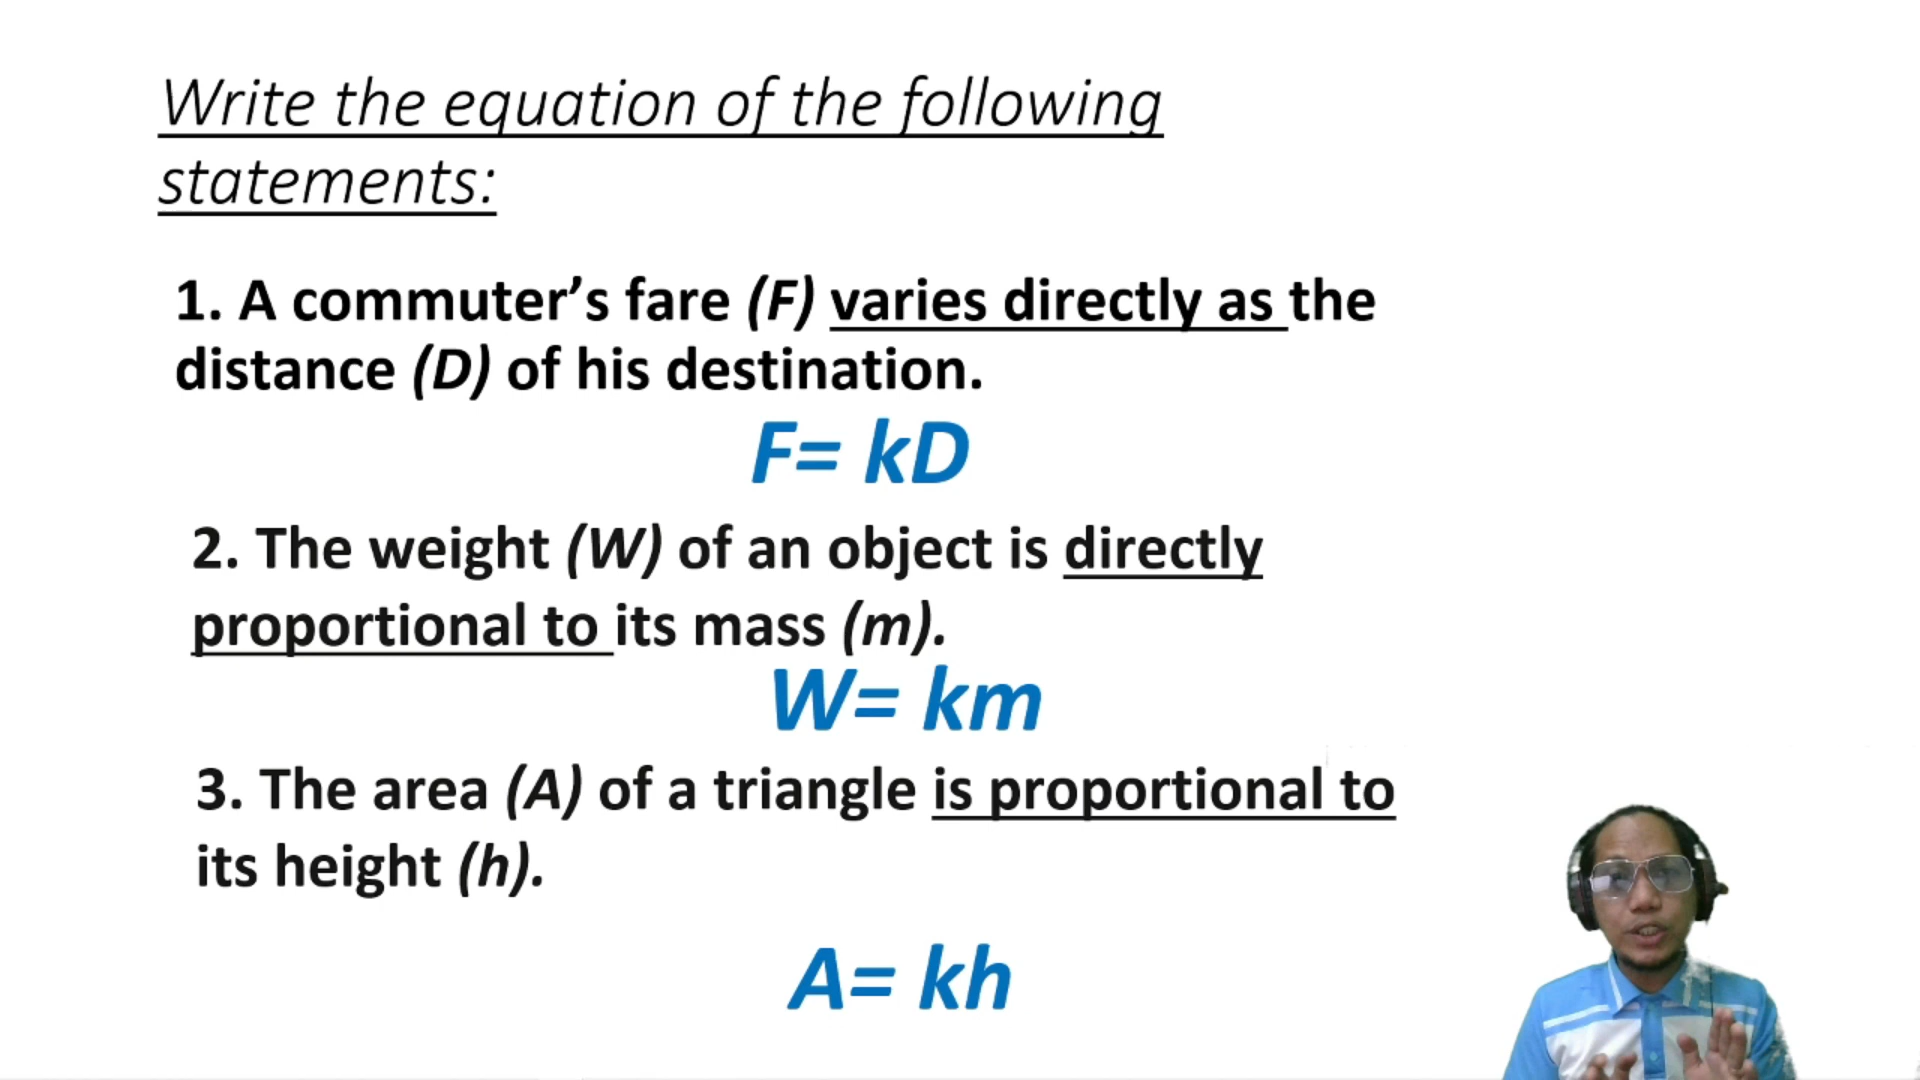 Write the equation of the following
statements:
1. A commuter’s fare (F) varies directly as the
distance (D) of his destination.
F= kD
2. The weight (W) of an object is directly
proportional to its mass (m).
W= km
3. The area (A) of a triangle is proportional to
its height (h).
A= kh